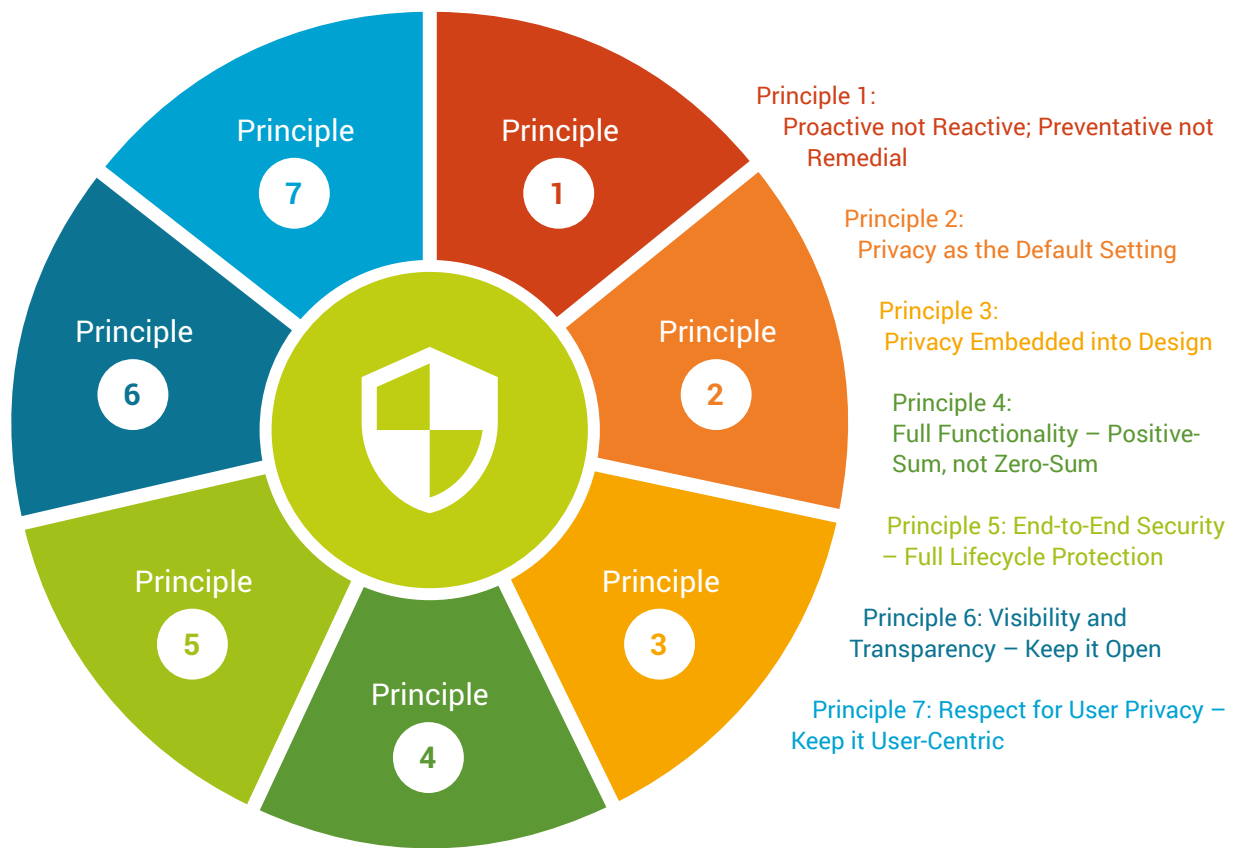 Principle
1
Principle
2
Principle
3
Principle
4
Principle
5
Principle
6
Principle
7
Principle 1:
Proactive not Reactive; Preventative not
Remedial
Principle 2:
Privacy as the Default Setting
Principle 3:
Privacy Embedded into Design
Principle 4:
Full Functionality – Positive-
Sum, not Zero-Sum
Principle 5: End-to-End Security
– Full Lifecycle Protection
Principle 6: Visibility and
Transparency – Keep it Open
Principle 7: Respect for User Privacy –
Keep it User-Centric